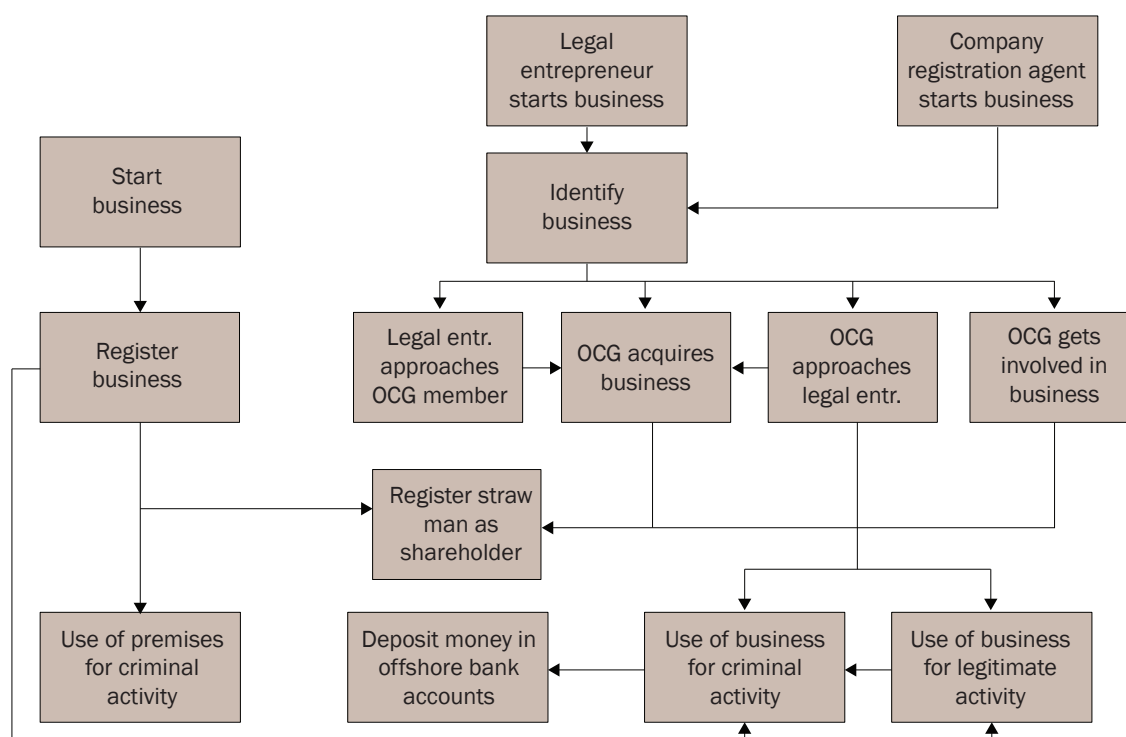 Legal
entrepreneur
starts business
Company
registration agent
starts business
Start
business
Identify
business
Register
business
Legal entr.
approaches
OCG member
OCG acquires
business
OCG
approaches
legal entr.
OCG gets
involved in
business
Register straw
man as
shareholder
Use of premises
for criminal
activity
Deposit money in
offshore bank
accounts
Use of business
for criminal
activity
Use of business
for legitimate
activity